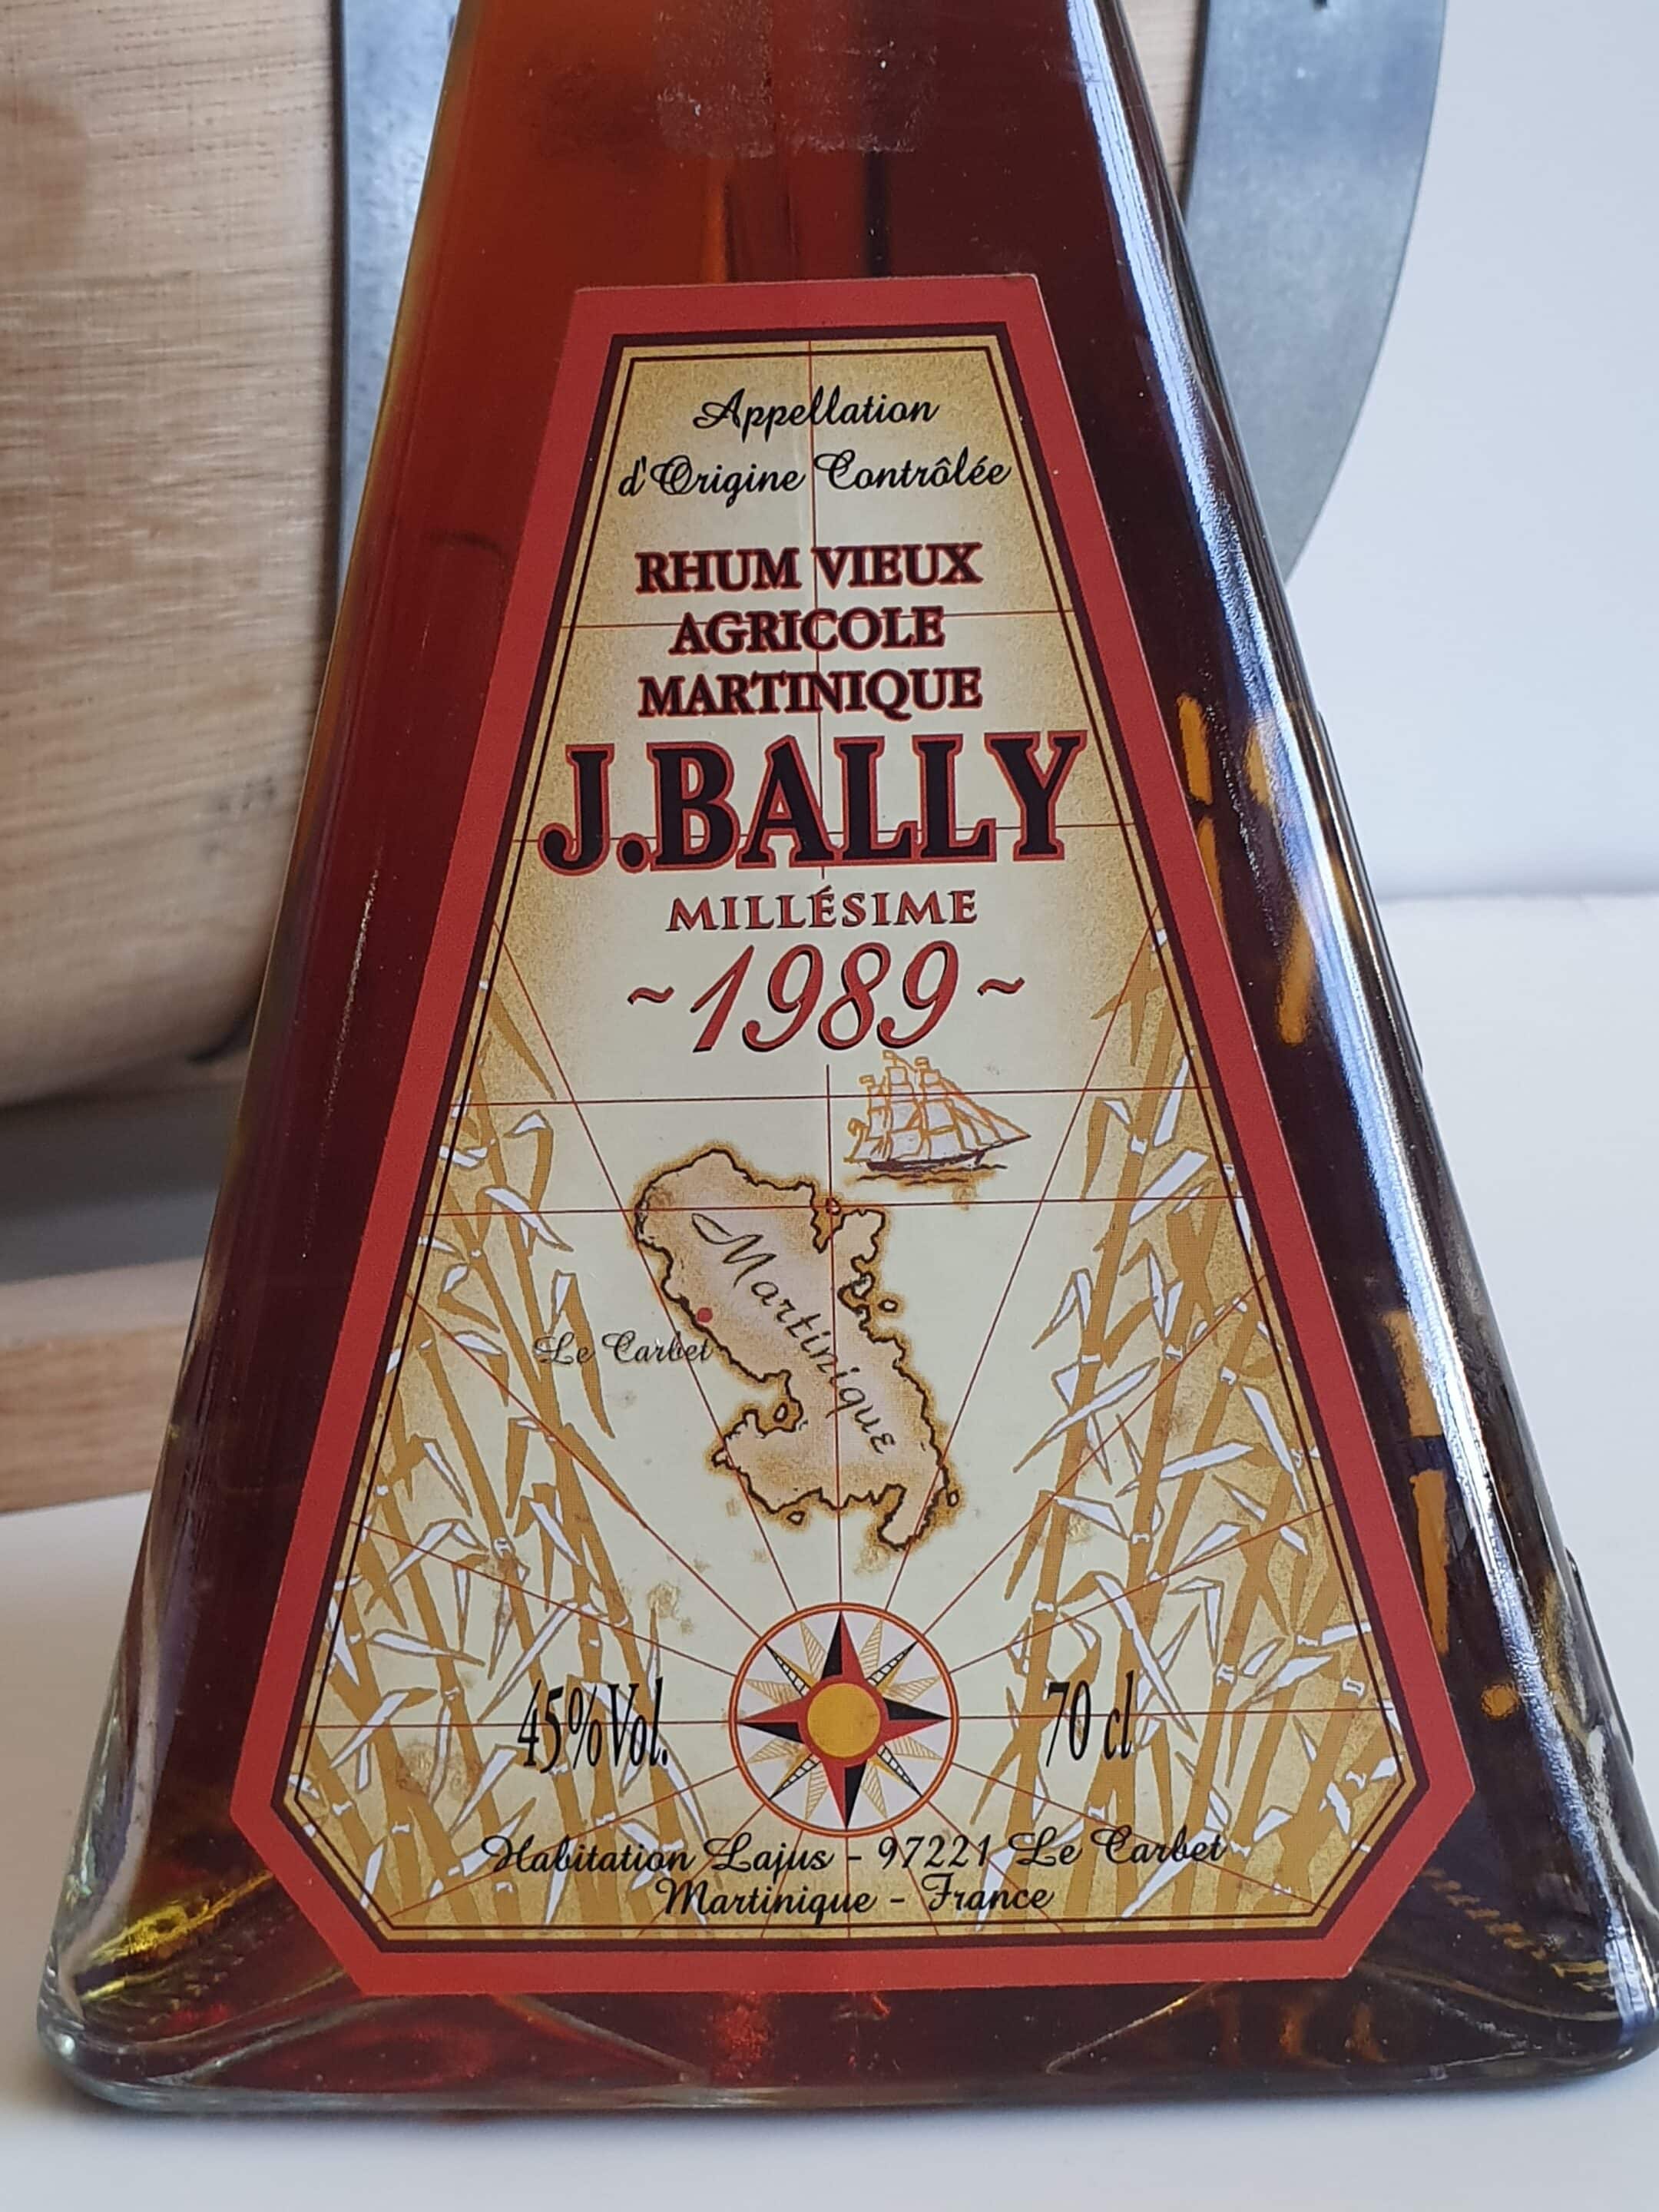 Appellation
d'Origine Contrôlée
RHUM VIEUX
AGRICOLE
MARTINIQUE
J.BALLY
MILLÉSIME
~1989~
Martinique
Le Carbet
45%Vol.
70 cl
Habitation Lajus - 97221 Le Carbet
Martinique - France